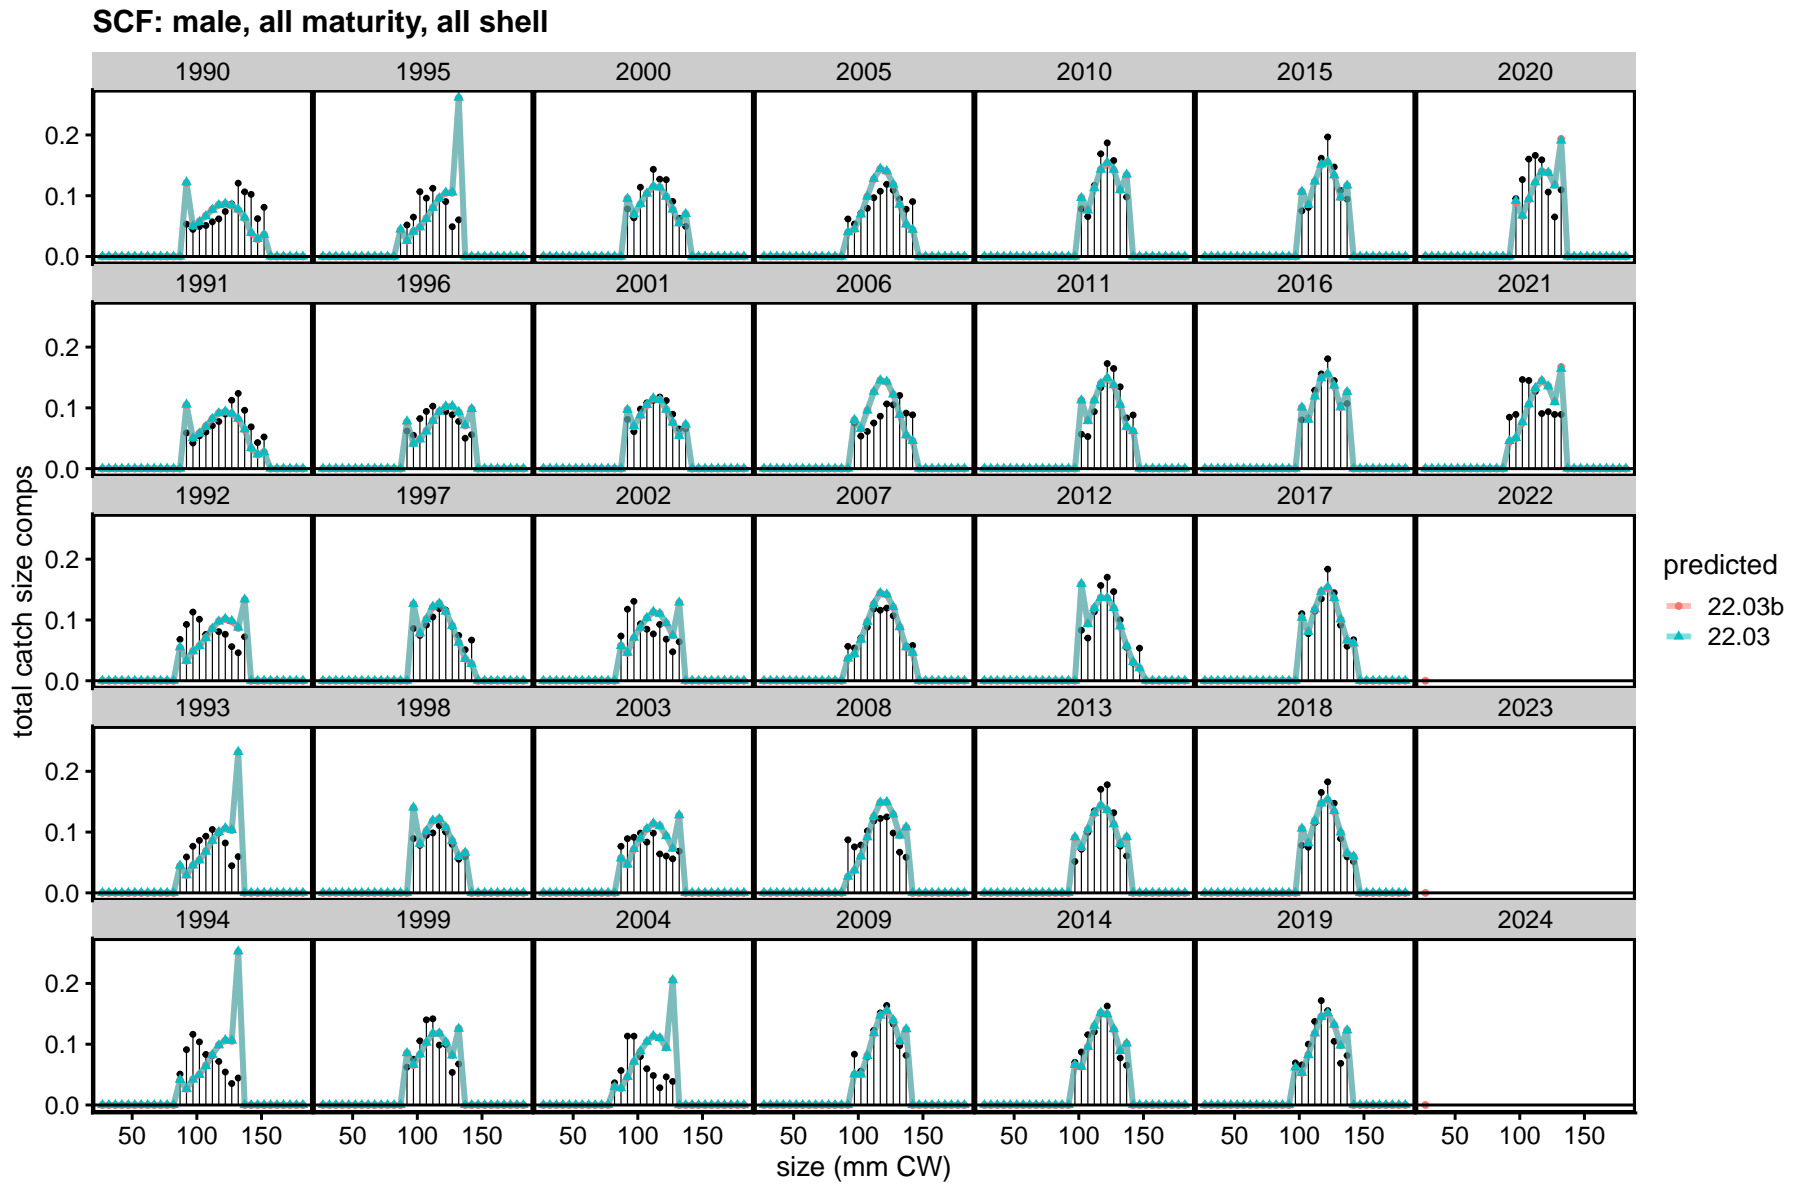 SCF: male, all maturity, all shell
1990 1995 2000 2005 2010 2015 2020
0.2
0.1
0.0
1991 1996 2001 2006 2011 2016 2021
0.2
0.1
0.0
1992 1997 2002 2007 2012 2017 2022
0.2
0.1
0.0
1993 1998 2003 2008 2013 2018 2023
0.2
0.1
0.0
1994 1999 2004 2009 2014 2019 2024
0.2
0.1
0.0
50 100 150 50 100 150 50 100 150 50 100 150 50 100 150 50 100 150 50 100 150
size (mm CW)
total catch size comps
predicted
22.03b
22.03